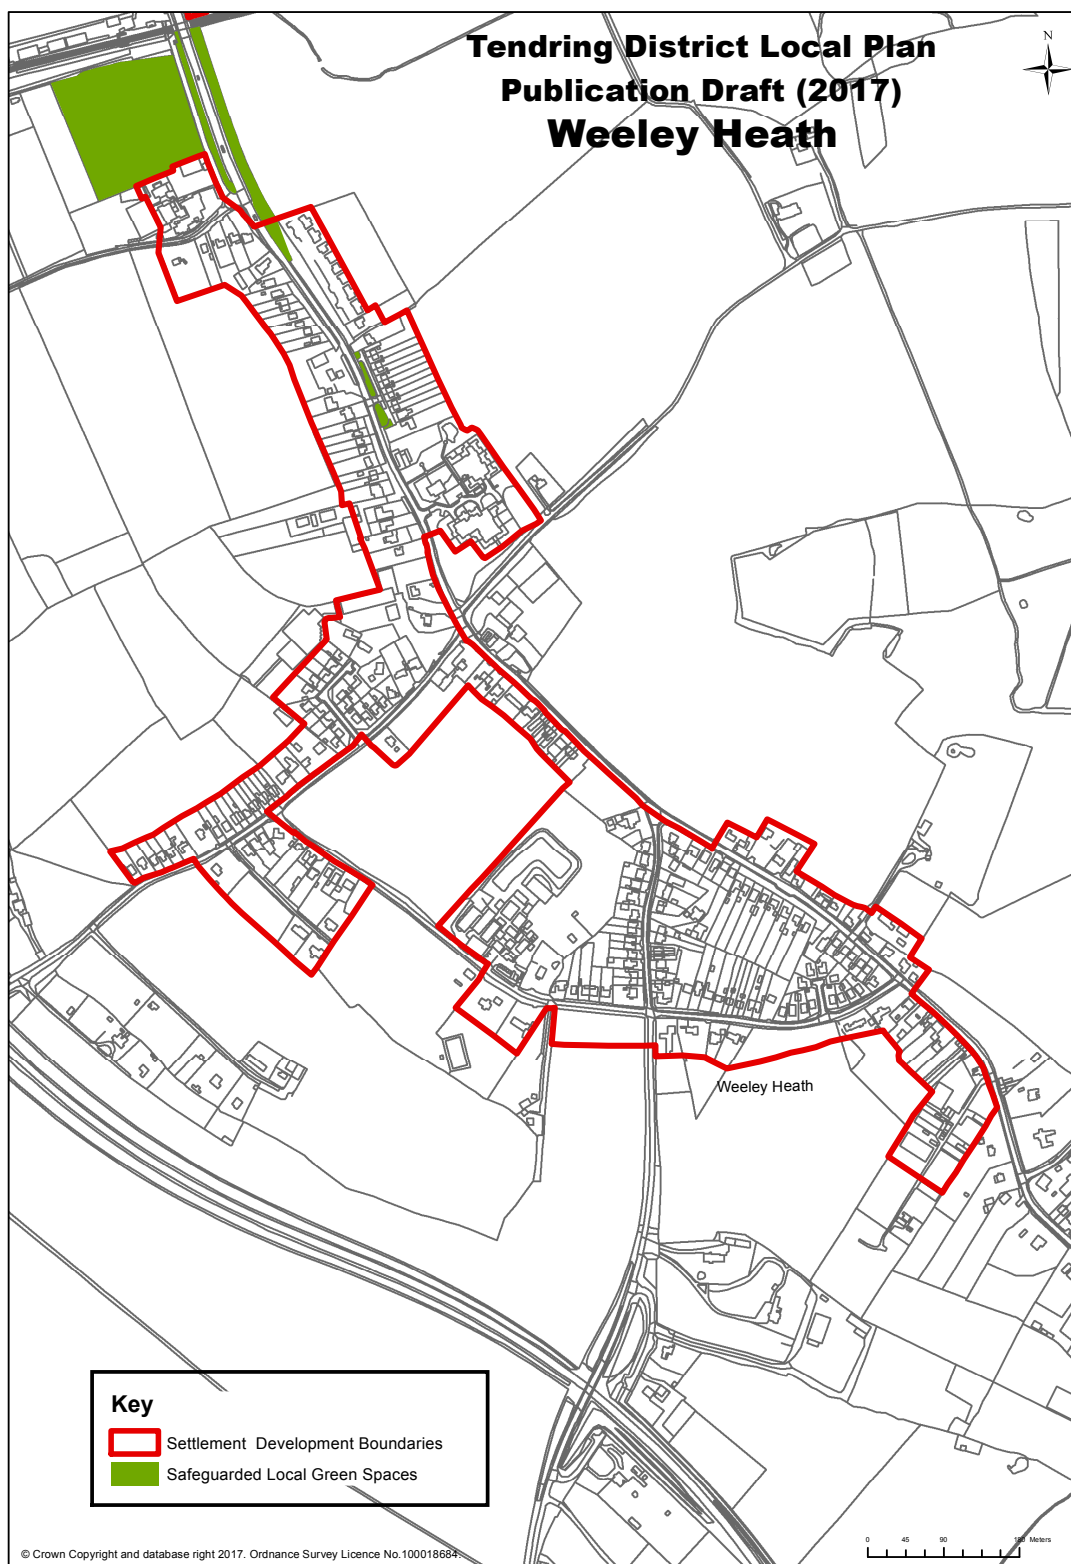 Tendring District Local Plan
Publication Draft (2017)
Weeley Heath
N
Weeley Heath
Key
Settlement Development Boundaries
Safeguarded Local Green Spaces
0 45 90 180 Meters
© Crown Copyright and database right 2017. Ordnance Survey Licence No.100018684.